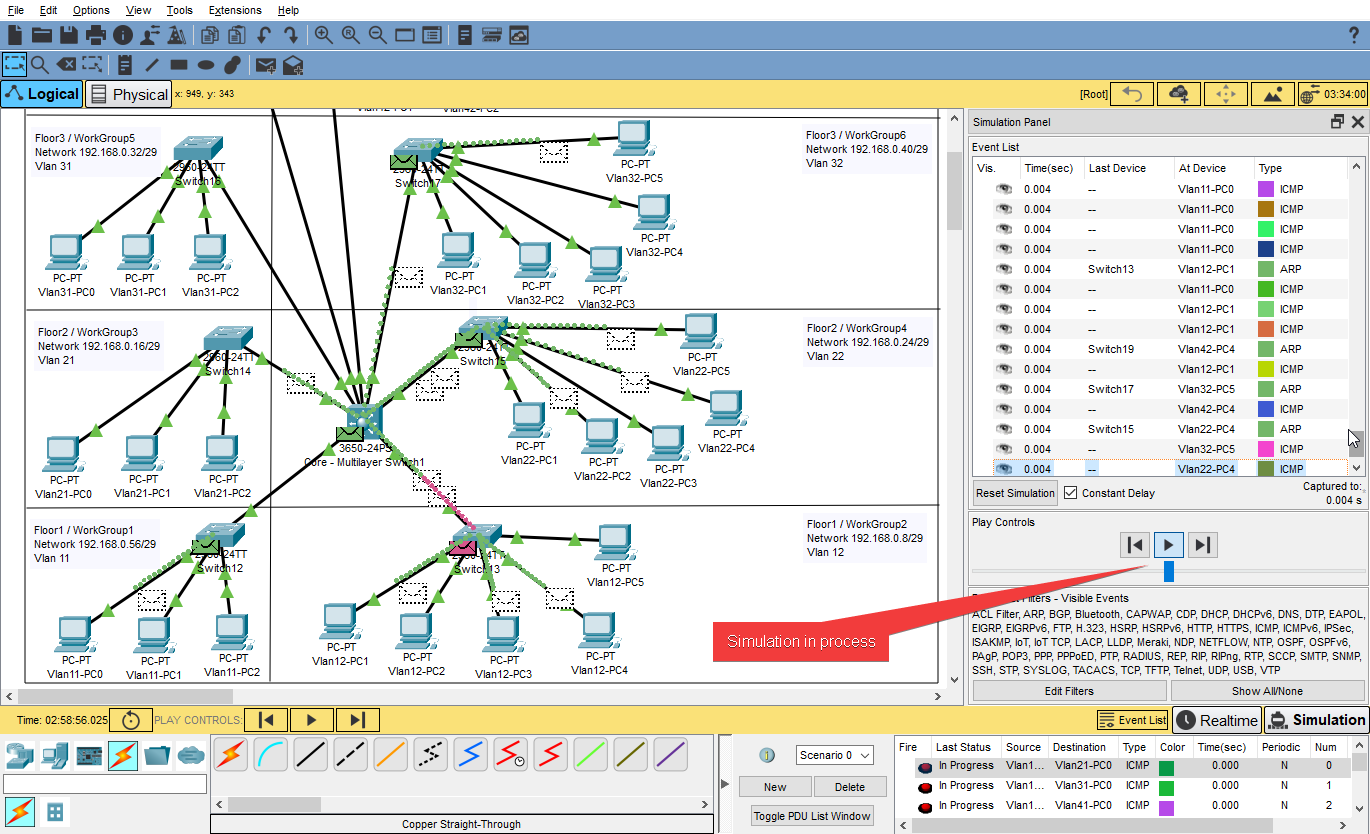 File Edit Options View Tools Extensions Help
?
Logical Physical x: 949, y: 343 [Root] 03:34:00
Floor3 / WorkGroup5
Network 192.168.0.32/29
Vlan 31
2960-24TT
Switch16
PC-PT
Vlan31-PC0
PC-PT
Vlan31-PC1
PC-PT
Vlan31-PC2
Floor3 / WorkGroup6
Network 192.168.0.40/29
Vlan 32
2960-24TT
Switch17
PC-PT
Vlan32-PC5
PC-PT
Vlan32-PC4
PC-PT
Vlan32-PC1
PC-PT
Vlan32-PC2
PC-PT
Vlan32-PC3
Floor2 / WorkGroup3
Network 192.168.0.16/29
Vlan 21
2960-24TT
Switch14
PC-PT
Vlan21-PC0
PC-PT
Vlan21-PC1
PC-PT
Vlan21-PC2
Floor2 / WorkGroup4
Network 192.168.0.24/29
Vlan 22
2960-24TT
Switch15
PC-PT
Vlan22-PC5
PC-PT
Vlan22-PC4
PC-PT
Vlan22-PC1
PC-PT
Vlan22-PC2
PC-PT
Vlan22-PC3
3650-24PS
Core - Multilayer Switch1
Floor1 / WorkGroup1
Network 192.168.0.56/29
Vlan 11
2960-24TT
Switch12
PC-PT
Vlan11-PC0
PC-PT
Vlan11-PC1
PC-PT
Vlan11-PC2
Floor1 / WorkGroup2
Network 192.168.0.8/29
Vlan 12
2960-24TT
Switch13
PC-PT
Vlan12-PC5
PC-PT
Vlan12-PC1
PC-PT
Vlan12-PC2
PC-PT
Vlan12-PC3
PC-PT
Vlan12-PC4
Simulation in process
Simulation Panel
Event List
Vis. Time(sec) Last Device At Device Type
0.004 -- Vlan11-PC0 ICMP
0.004 -- Vlan11-PC0 ICMP
0.004 -- Vlan11-PC0 ICMP
0.004 -- Vlan11-PC0 ICMP
0.004 Switch13 Vlan12-PC1 ARP
0.004 -- Vlan11-PC0 ICMP
0.004 -- Vlan12-PC1 ICMP
0.004 -- Vlan12-PC1 ICMP
0.004 Switch19 Vlan42-PC4 ARP
0.004 -- Vlan12-PC1 ICMP
0.004 Switch17 Vlan32-PC5 ARP
0.004 -- Vlan42-PC4 ICMP
0.004 Switch15 Vlan22-PC4 ARP
0.004 -- Vlan32-PC5 ICMP
0.004 -- Vlan22-PC4 ICMP
Reset Simulation Constant Delay Captured to:
0.004 s
Play Controls
Filters - Visible Events
ACL Filter, ARP, BGP, Bluetooth, CAPWAP, CDP, DHCP, DHCPv6, DNS, DTP, EAPOL,
EIGRP, EIGRPv6, FTP, H.323, HSRP, HSRPv6, HTTP, HTTPS, ICMP, ICMPv6, IPSec,
ISAKMP, IoT, IoT TCP, LACP, LLDP, Meraki, NDP, NETFLOW, NTP, OSPF, OSPFv6,
PAgP, POP3, PPP, PPPoED, PTP, RADIUS, REP, RIP, RIPng, RTP, SCCP, SMTP, SNMP,
SSH, STP, SYSLOG, TACACS, TCP, TFTP, Telnet, UDP, USB, VTP
Edit Filters Show All/None
Time: 02:58:56.025 PLAY CONTROLS: Event List Realtime Simulation
Copper Straight-Through
Scenario 0
New Delete
Toggle PDU List Window
Fire Last Status Source Destination Type Color Time(sec) Periodic Num
In Progress Vlan1... Vlan21-PC0 ICMP 0.000 N 0
In Progress Vlan1... Vlan31-PC0 ICMP 0.000 N 1
In Progress Vlan1... Vlan41-PC0 ICMP 0.000 N 2